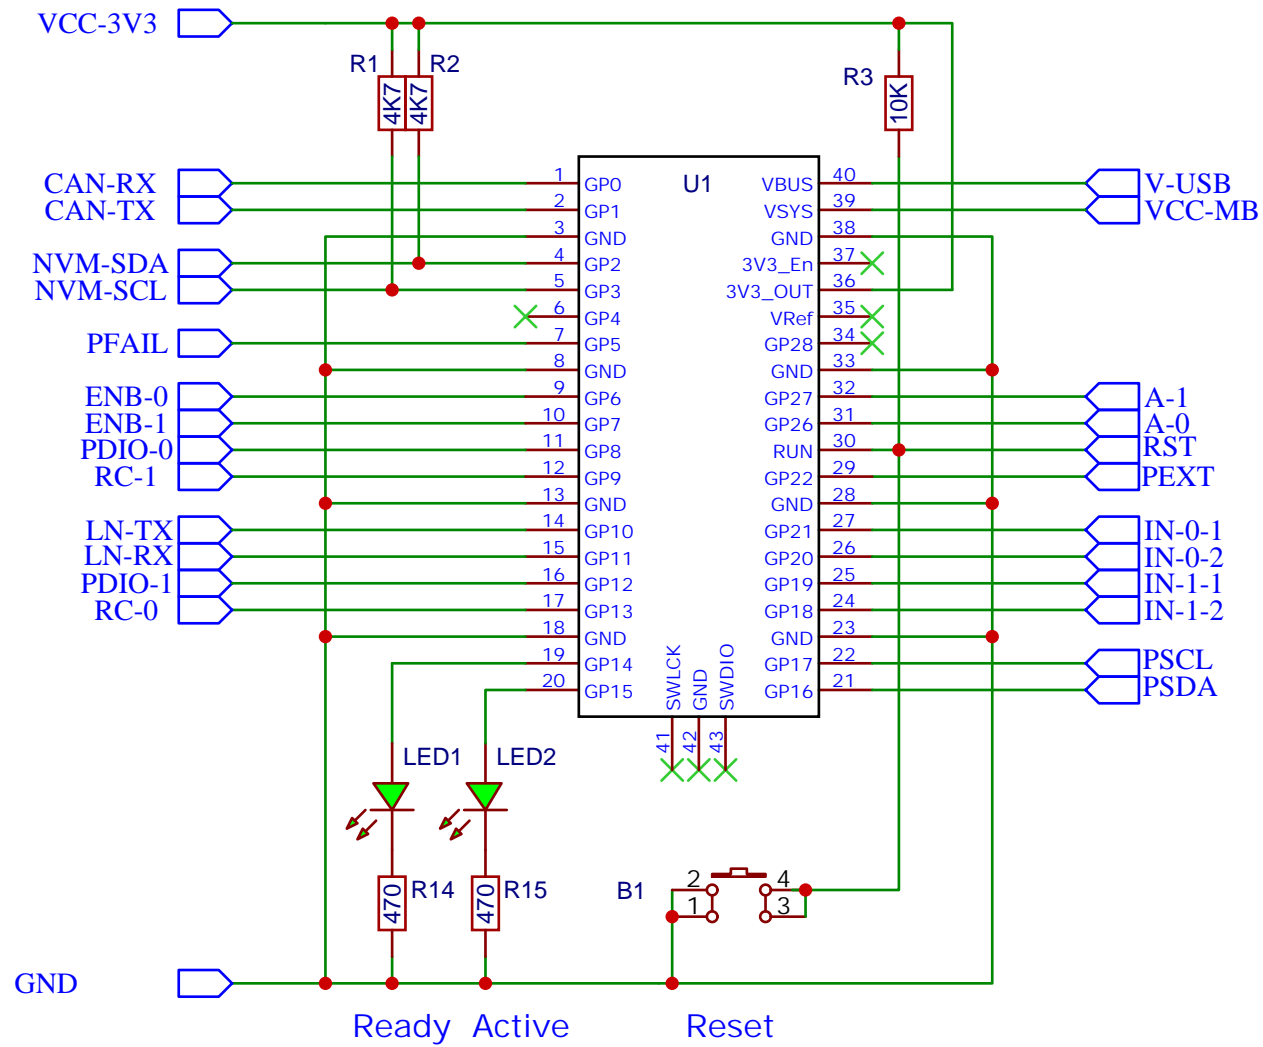 VCC-3V3
R1 R2 R3
4K7 4K7 10K
U1
CAN-RX 1 GP0 VBUS 40 V-USB
CAN-TX 2 GP1 VSYS 39 VCC-MB
3 GND GND 38
NVM-SDA 4 GP2 3V3_En 37
NVM-SCL 5 GP3 3V3_OUT 36
6 GP4 VRef 35
PFAIL 7 GP5 GP28 34
8 GND GND 33
ENB-0 9 GP6 GP27 32 A-1
ENB-1 10 GP7 GP26 31 A-0
PDIO-0 11 GP8 RUN 30 RST
RC-1 12 GP9 GP22 29 PEXT
13 GND GND 28
LN-TX 14 GP10 GP21 27 IN-0-1
LN-RX 15 GP11 GP20 26 IN-0-2
PDIO-1 16 GP12 GP19 25 IN-1-1
RC-0 17 GP13 GP18 24 IN-1-2
18 GND GND 23
19 GP14 GP17 22 PSCL
20 GP15 GP16 21 PSDA
SWLCK GND SWDIO
41 42 43
LED1 LED2
470 R14 470 R15
B1 2 4
1 3
GND
Ready Active Reset